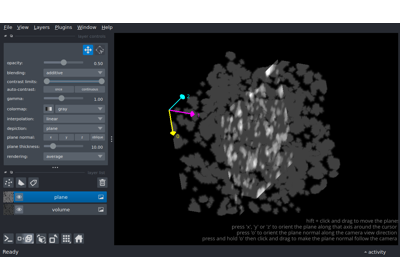 File View Layers Plugins Window Help
layer controls
opacity: 0.50
blending: additive
contrast limits:
auto-contrast: once continuous
gamma: 1.00
colormap: gray
interpolation: linear
depiction: plane
plane normal: x y z oblique
plane thickness: 10.00
rendering: average
layer list
plane
volume
hift + click and drag to move the plane
press 'x', 'y' or 'z' to orient the plane normal along that axis around the cursor
press 'o' to orient the plane normal along the camera view direction
press and hold 'o' then click and drag to make the plane normal follow the camera
Ready
activity